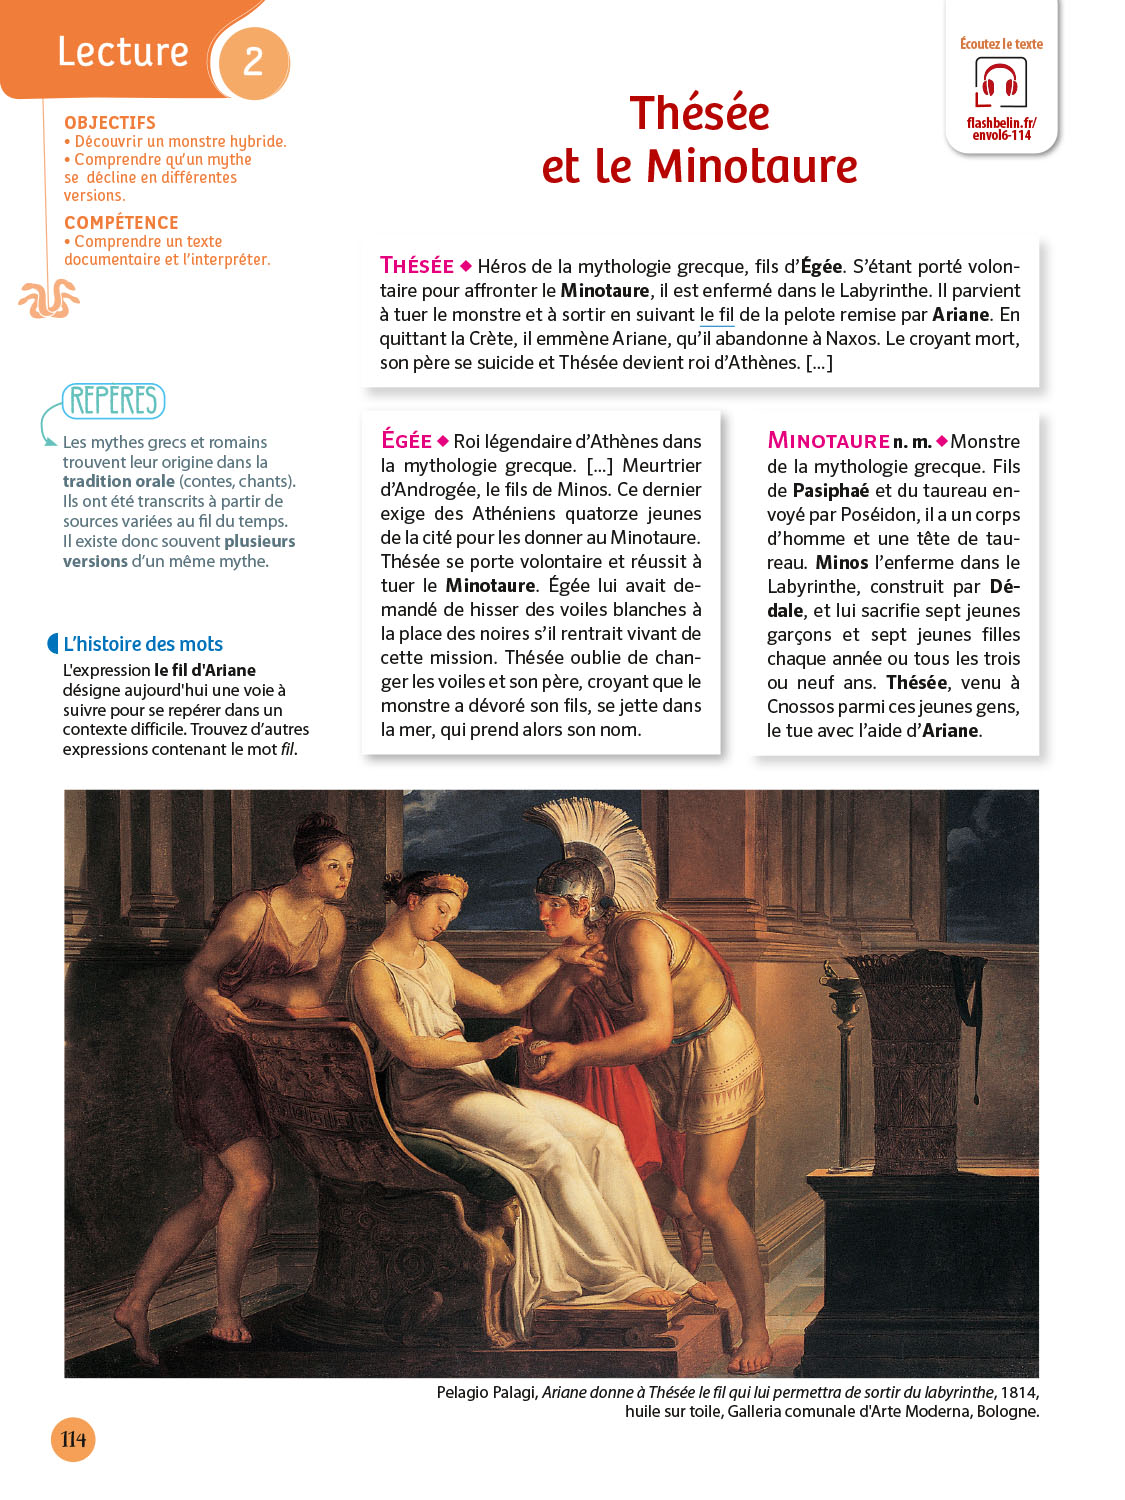 Lecture 2
Écoutez le texte
flashbelin.fr/
envol6-114
OBJECTIFS
• Découvrir un monstre hybride.
• Comprendre qu’un mythe
se décline en différentes
versions.
COMPÉTENCE
• Comprendre un texte
documentaire et l’interpréter.
Thésée
et le Minotaure
THÉSÉE ◆ Héros de la mythologie grecque, fils d’Égée. S’étant porté volon-
taire pour affronter le Minotaure, il est enfermé dans le Labyrinthe. Il parvient
à tuer le monstre et à sortir en suivant le fil de la pelote remise par Ariane. En
quittant la Crète, il emmène Ariane, qu’il abandonne à Naxos. Le croyant mort,
son père se suicide et Thésée devient roi d’Athènes. [...]
REPÈRES
Les mythes grecs et romains
trouvent leur origine dans la
tradition orale (contes, chants).
Ils ont été transcrits à partir de
sources variées au fil du temps.
Il existe donc souvent plusieurs
versions d’un même mythe.
L’histoire des mots
L'expression le fil d'Ariane
désigne aujourd'hui une voie à
suivre pour se repérer dans un
contexte difficile. Trouvez d’autres
expressions contenant le mot fil.
ÉGÉE ◆ Roi légendaire d’Athènes dans
la mythologie grecque. [...] Meurtrier
d’Androgée, le fils de Minos. Ce dernier
exige des Athéniens quatorze jeunes
de la cité pour les donner au Minotaure.
Thésée se porte volontaire et réussit à
tuer le Minotaure. Égée lui avait de-
mandé de hisser des voiles blanches à
la place des noires s’il rentrait vivant de
cette mission. Thésée oublie de chan-
ger les voiles et son père, croyant que le
monstre a dévoré son fils, se jette dans
la mer, qui prend alors son nom.
MINOTAURE n. m. ◆ Monstre
de la mythologie grecque. Fils
de Pasiphaé et du taureau en-
voyé par Poséidon, il a un corps
d’homme et une tête de tau-
reau. Minos l’enferme dans le
Labyrinthe, construit par Dé-
dale, et lui sacrifie sept jeunes
garçons et sept jeunes filles
chaque année ou tous les trois
ou neuf ans. Thésée, venu à
Cnossos parmi ces jeunes gens,
le tue avec l’aide d’Ariane.
Pelagio Palagi, Ariane donne à Thésée le fil qui lui permettra de sortir du labyrinthe, 1814,
huile sur toile, Galleria comunale d'Arte Moderna, Bologne.
114